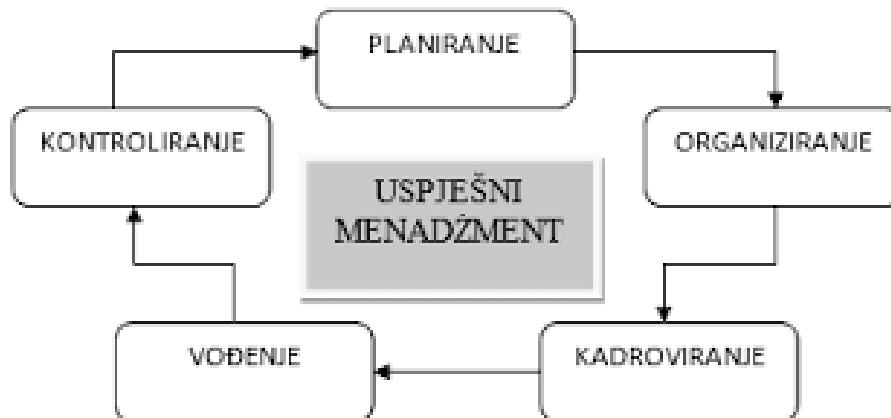 PLANIRANJE
KONTROLIRANJE
ORGANIZIRANJE
USPJEŠNI
MENADŽMENT
VOĐENJE
KADROVIRANJE